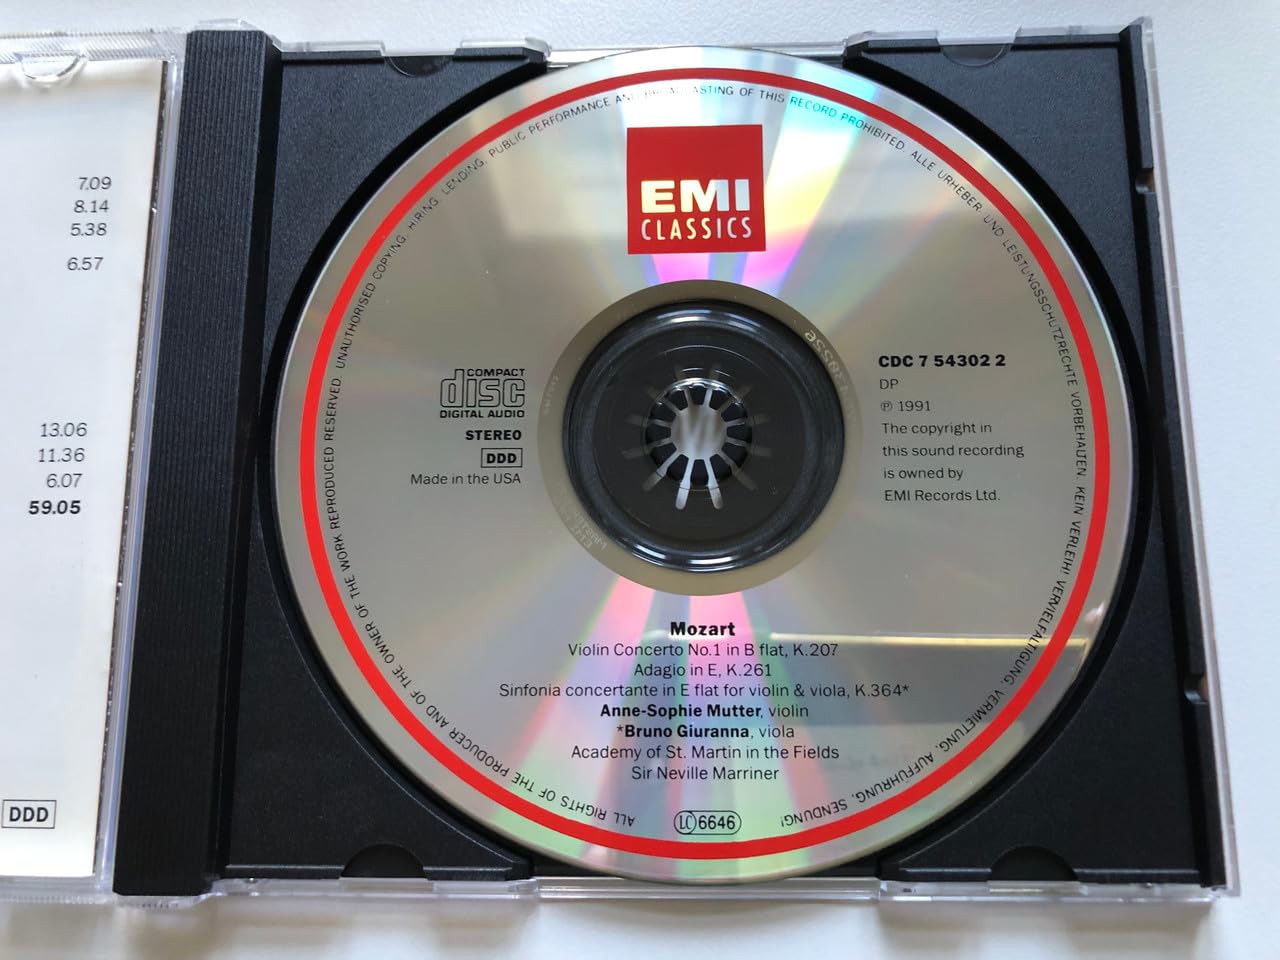 7.09
8.14
5.38
6.57
13.06
11.36
6.07
59.05
DDD
EMI
CLASSICS
COMPACT
disc
DIGITAL AUDIO
STEREO
DDD
Made in the USA
CDC 7 54302 2
DP
℗ 1991
The copyright in
this sound recording
is owned by
EMI Records Ltd.
Mozart
Violin Concerto No.1 in B flat, K.207
Adagio in E, K.261
Sinfonia concertante in E flat for violin & viola, K.364*
Anne-Sophie Mutter, violin
*Bruno Giuranna, viola
Academy of St. Martin in the Fields
Sir Neville Marriner
LC 6646
ALL RIGHTS OF THE PRODUCER AND OF THE OWNER OF THE WORK REPRODUCED RESERVED. UNAUTHORISED COPYING, HIRING, LENDING, PUBLIC PERFORMANCE AND BROADCASTING OF THIS RECORD PROHIBITED. ALLE URHEBER- UND LEISTUNGSSCHUTZRECHTE VORBEHALTEN. KEIN VERLEIH! VERVIELFÄLTIGUNG, VERMIETUNG, AUFFÜHRUNG, SENDUNG!